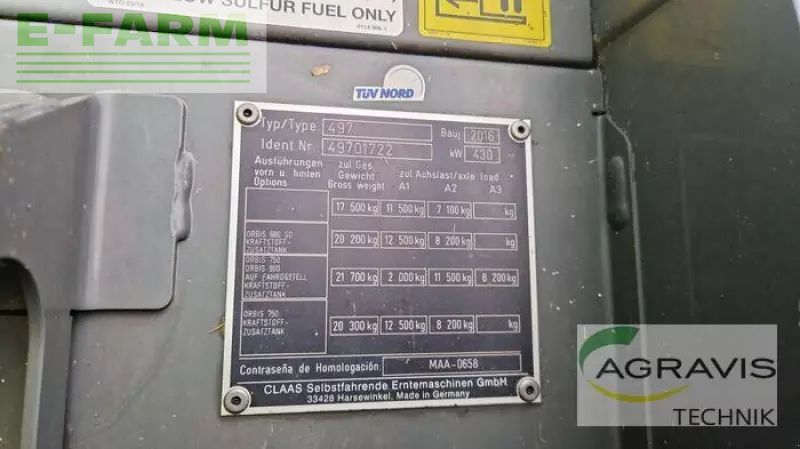 LOW SULFUR FUEL ONLY
E-FARM
TÜV NORD
Typ/Type 497 Bauj 2016
Ident Nr. 49701722 kW 430
Ausführungen zul Gas.
vorn u. hinten Gewicht zul Achslast/axle load
Options Gross weight A1 A2 A3
17 500 kg 11 500 kg 7 100 kg kg
ORBIS 600 SD
KRAFTSTOFF-
ZUSATZTANK
20 200 kg 12 500 kg 8 200 kg kg
ORBIS 750
ORBIS 900
AUF FAHRGESTELL
KRAFTSTOFF-
ZUSATZTANK
21 700 kg 2 000 kg 11 500 kg 8 200 kg
ORBIS 750
KRAFTSTOFF-
ZUSATZTANK
20 300 kg 12 500 kg 8 200 kg kg
Contraseña de Homologación: MAA-0658
CLAAS Selbstfahrende Erntemaschinen GmbH
33428 Harsewinkel, Made in Germany
AGRAVIS
TECHNIK